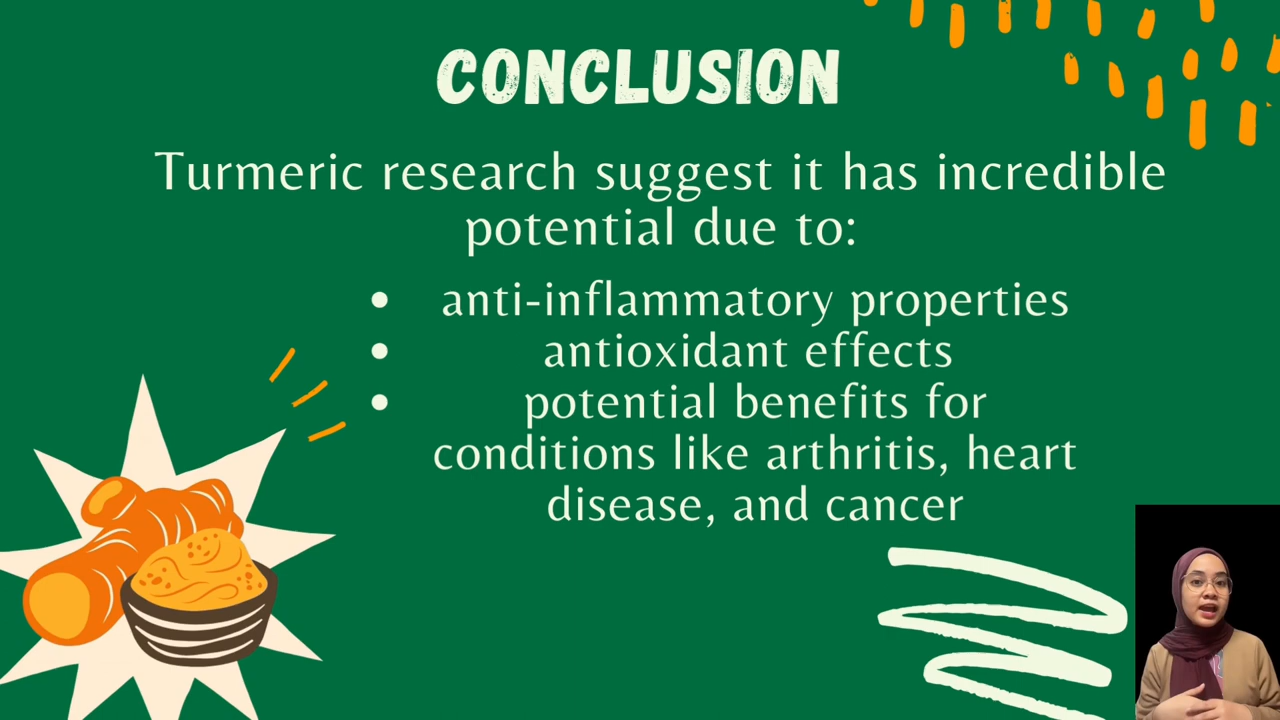 CONCLUSION
Turmeric research suggest it has incredible
potential due to:
• anti-inflammatory properties
• antioxidant effects
• potential benefits for
conditions like arthritis, heart
disease, and cancer